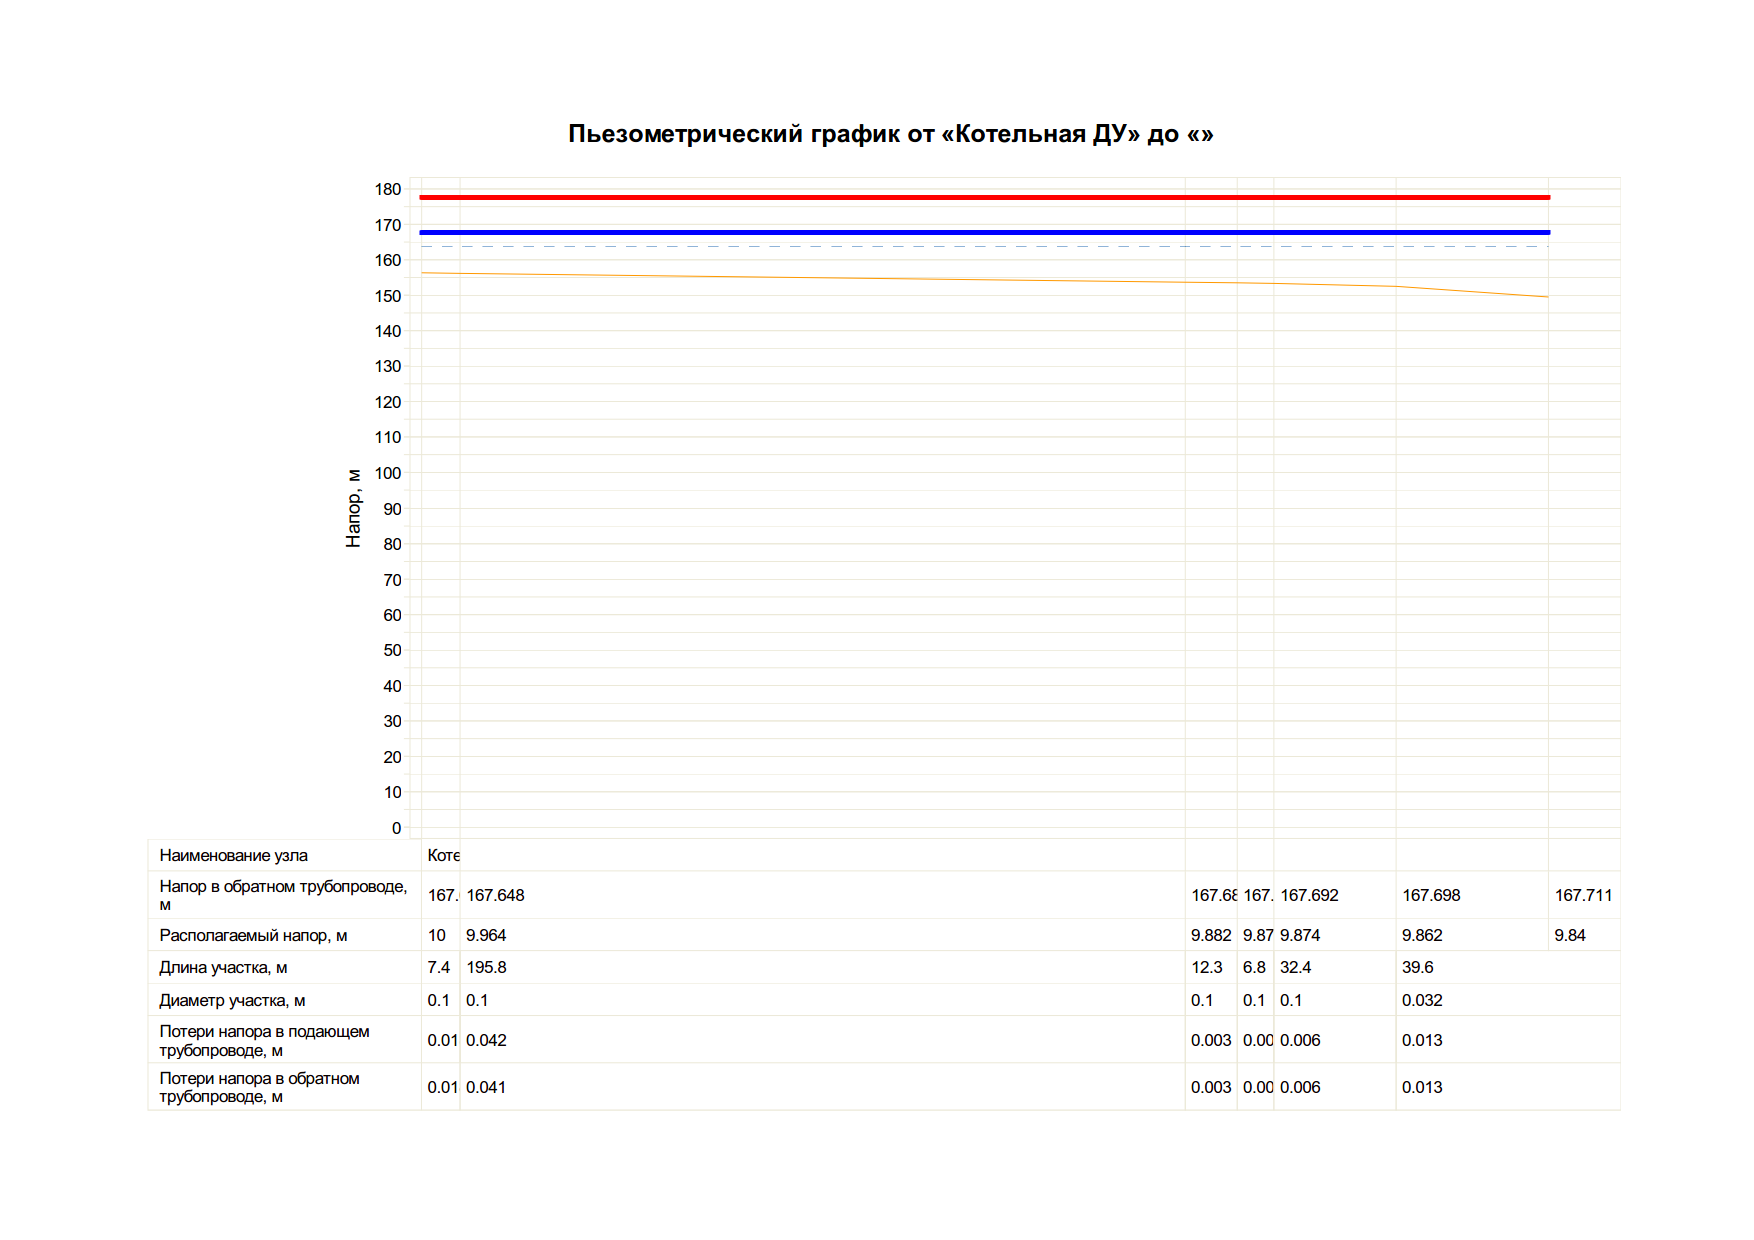 Пьезометрический график от «Котельная ДУ» до «»
180
170
160
150
140
130
120
110
100
90
80
70
60
50
40
30
20
10
0
Напор, м
Наименование узла Коте
Напор в обратном трубопроводе,
м
167. 167.648 167.68 167. 167.692 167.698 167.711
Располагаемый напор, м 10 9.964 9.882 9.87 9.874 9.862 9.84
Длина участка, м 7.4 195.8 12.3 6.8 32.4 39.6
Диаметр участка, м 0.1 0.1 0.1 0.1 0.1 0.032
Потери напора в подающем
трубопроводе, м
0.01 0.042 0.003 0.00 0.006 0.013
Потери напора в обратном
трубопроводе, м
0.01 0.041 0.003 0.00 0.006 0.013